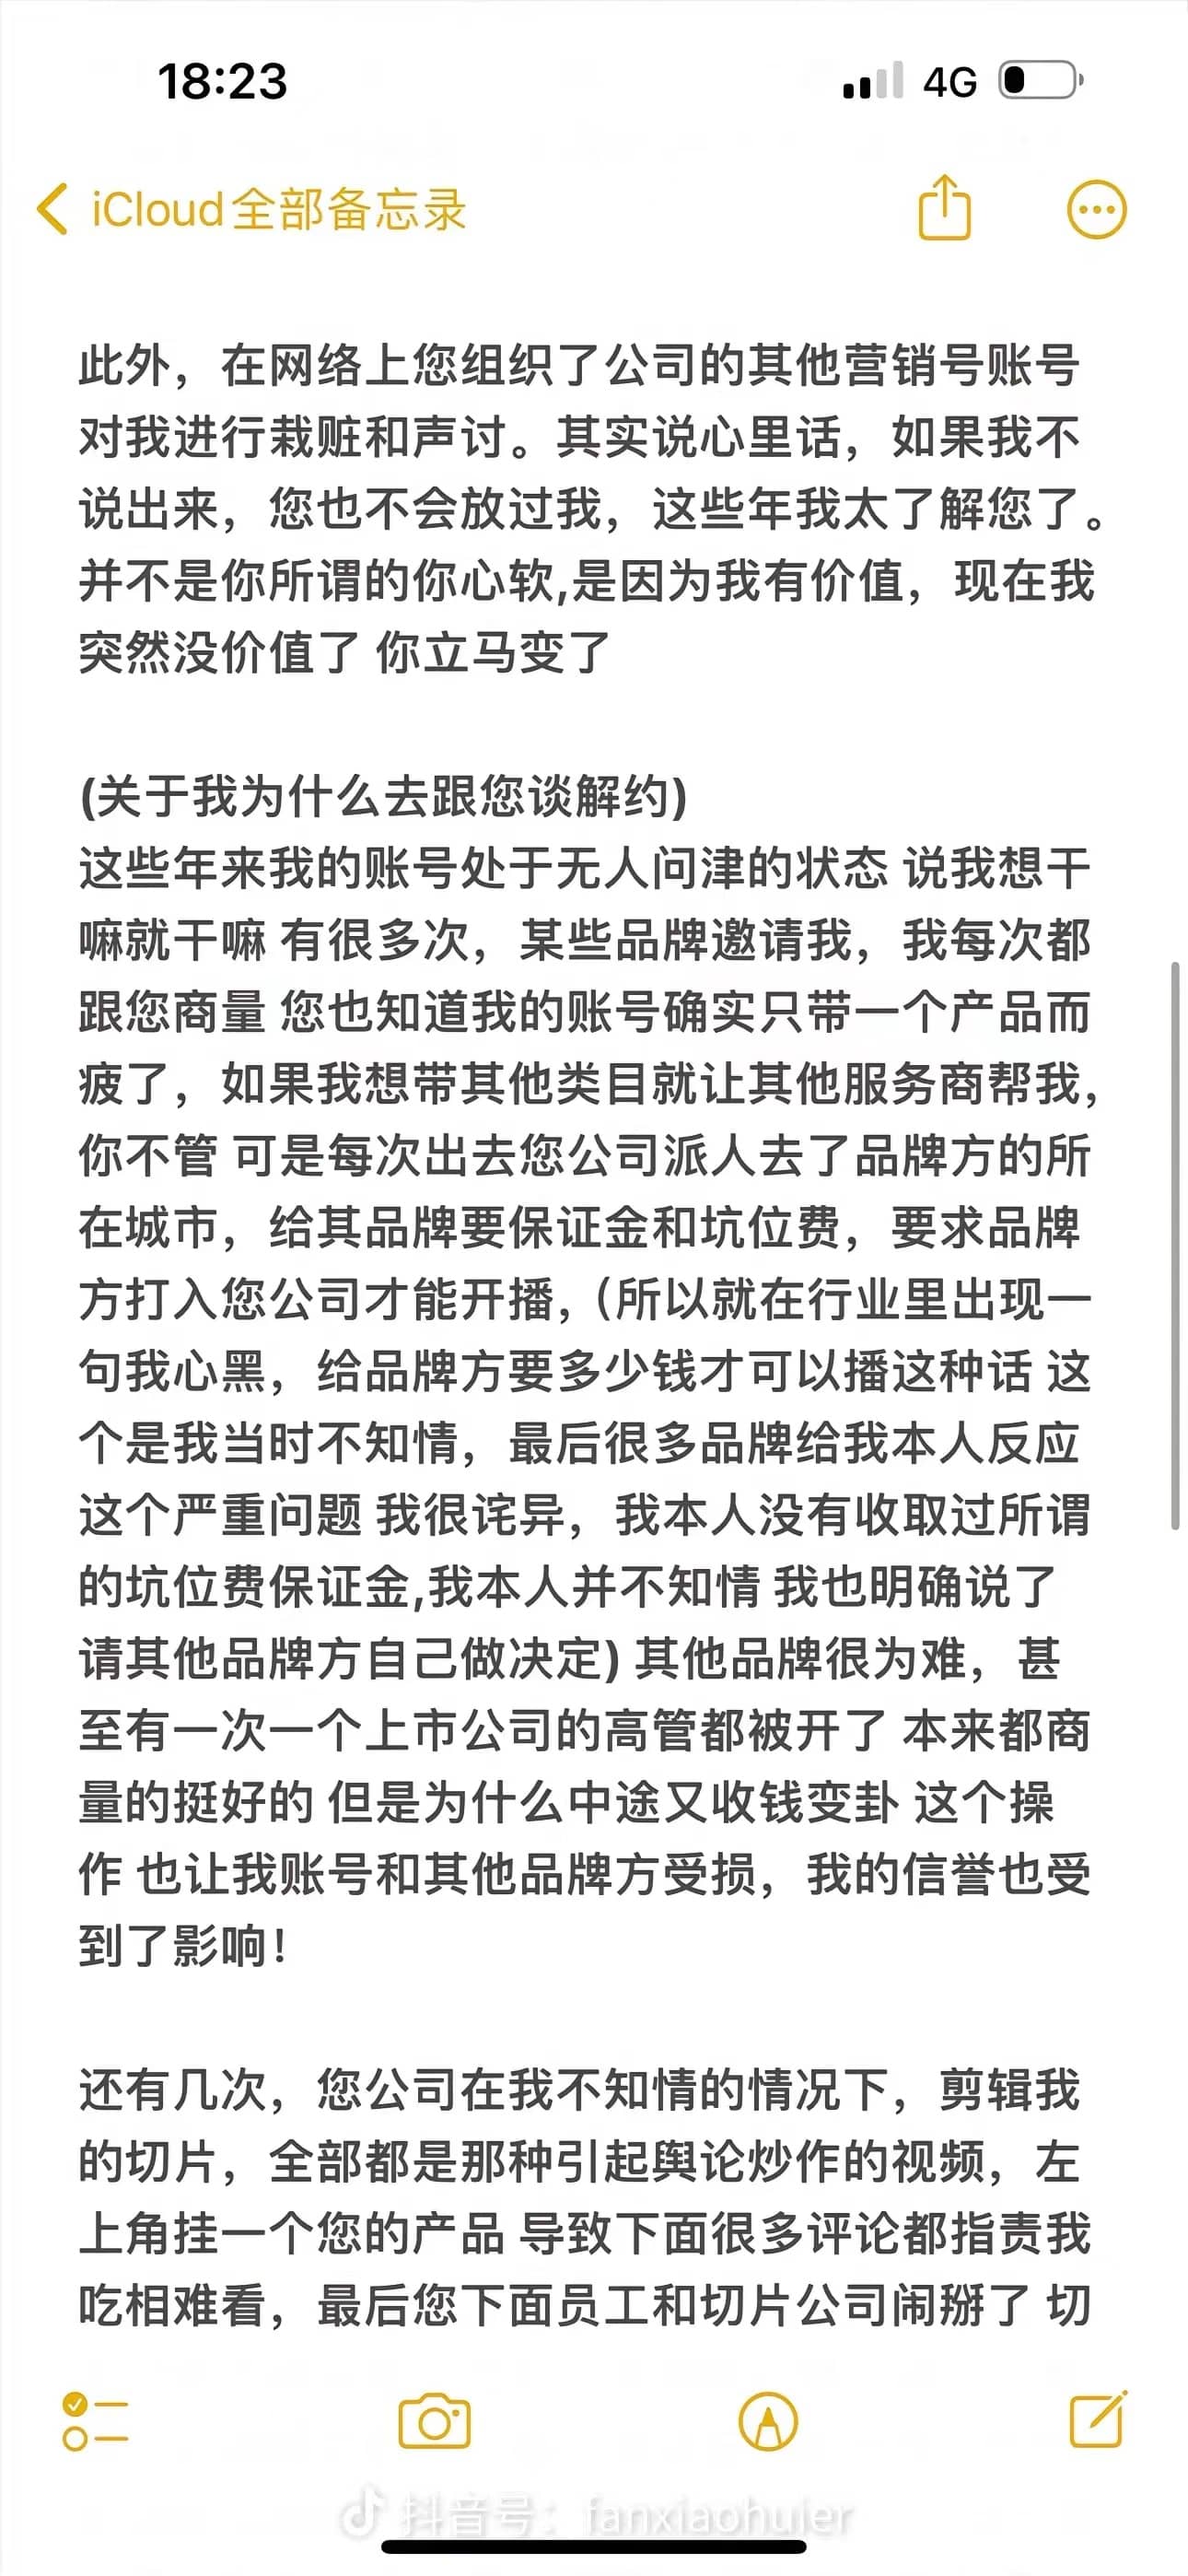 18:23
4G
iCloud全部备忘录
此外，在网络上您组织了公司的其他营销号账号
对我进行栽赃和声讨。其实说心里话，如果我不
说出来，您也不会放过我，这些年我太了解您了。
并不是你所谓的你心软,是因为我有价值，现在我
突然没价值了 你立马变了
(关于我为什么去跟您谈解约)
这些年来我的账号处于无人问津的状态 说我想干
嘛就干嘛 有很多次，某些品牌邀请我，我每次都
跟您商量 您也知道我的账号确实只带一个产品而
疲了，如果我想带其他类目就让其他服务商帮我，
你不管 可是每次出去您公司派人去了品牌方的所
在城市，给其品牌要保证金和坑位费，要求品牌
方打入您公司才能开播，（所以就在行业里出现一
句我心黑，给品牌方要多少钱才可以播这种话 这
个是我当时不知情，最后很多品牌给我本人反应
这个严重问题 我很诧异，我本人没有收取过所谓
的坑位费保证金,我本人并不知情 我也明确说了
请其他品牌方自己做决定) 其他品牌很为难，甚
至有一次一个上市公司的高管都被开了 本来都商
量的挺好的 但是为什么中途又收钱变卦 这个操
作 也让我账号和其他品牌方受损，我的信誉也受
到了影响！
还有几次，您公司在我不知情的情况下，剪辑我
的切片，全部都是那种引起舆论炒作的视频，左
上角挂一个您的产品 导致下面很多评论都指责我
吃相难看，最后您下面员工和切片公司闹掰了 切
抖音号：fanxiaohuier